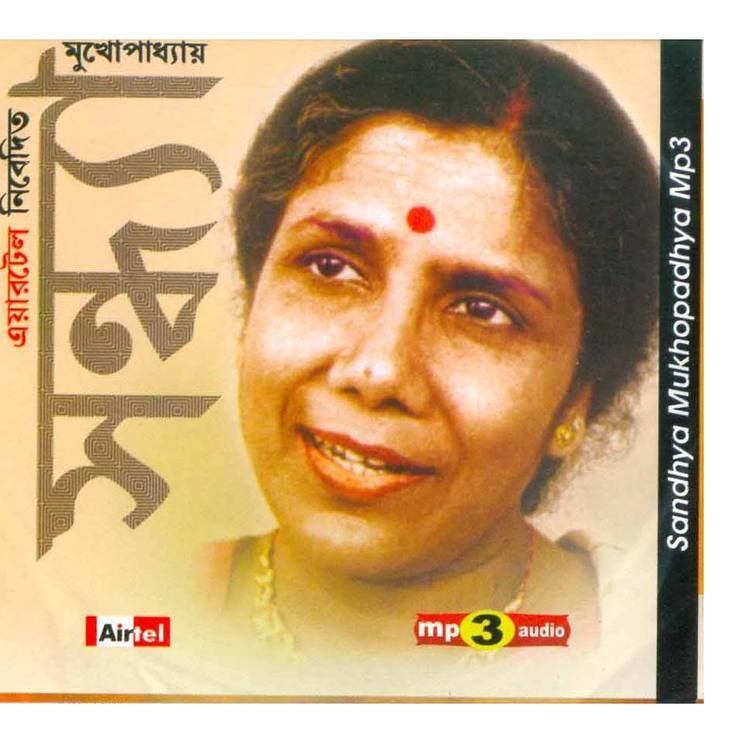 মুখোপাধ্যায়
সন্ধ্যা
এয়ারটেল নিবেদিত
Sandhya Mukhopadhya Mp3
Airtel
mp3 audio